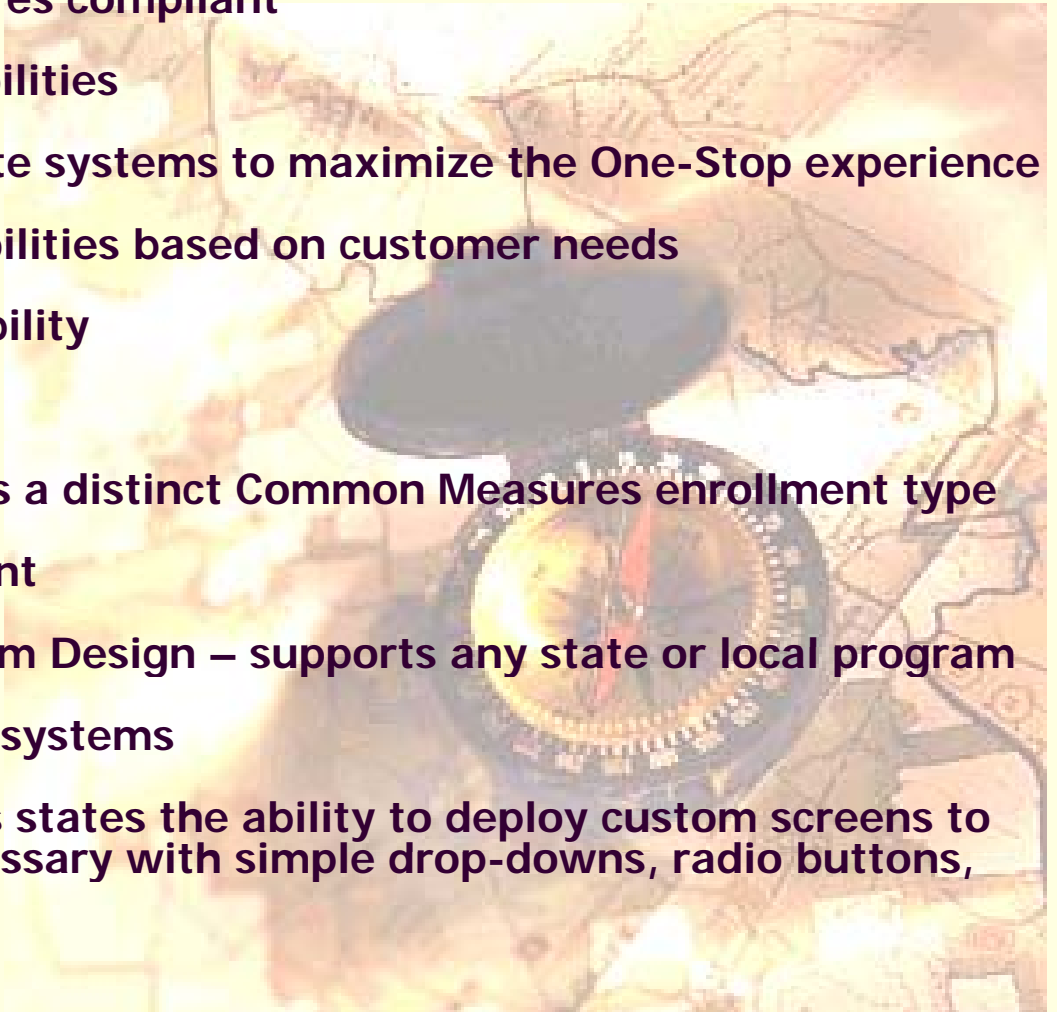 es compliant
ilities
te systems to maximize the One-Stop experience
bilities based on customer needs
bility
s a distinct Common Measures enrollment type
nt
m Design – supports any state or local program
systems
s states the ability to deploy custom screens to
ssary with simple drop-downs, radio buttons,